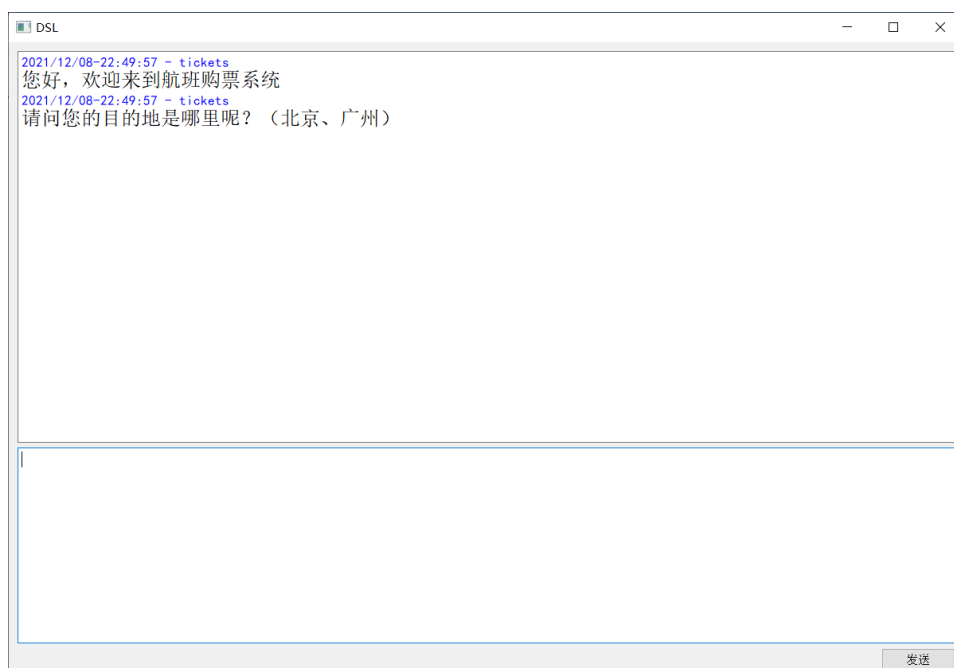 DSL
2021/12/08-22:49:57 - tickets
您好，欢迎来到航班购票系统
2021/12/08-22:49:57 - tickets
请问您的目的地是哪里呢？（北京、广州）
发送